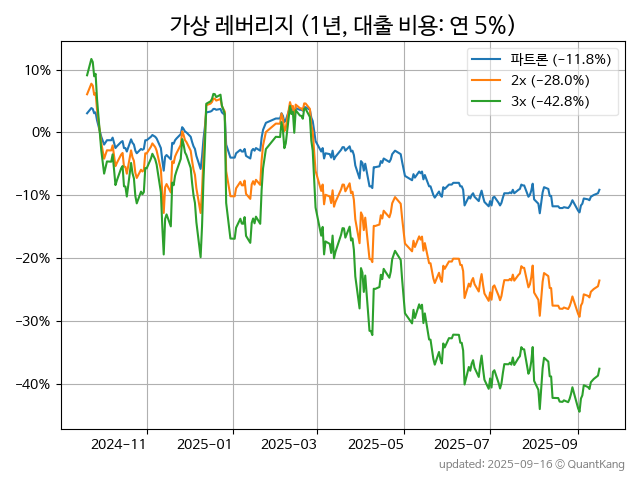 가상 레버리지 (1년, 대출 비용: 연 5%)
파트론 (−11.8%)
2x (−28.0%)
3x (−42.8%)
10%
0%
−10%
−20%
−30%
−40%
2024-11 2025-01 2025-03 2025-05 2025-07 2025-09
updated: 2025-09-16 © QuantKang